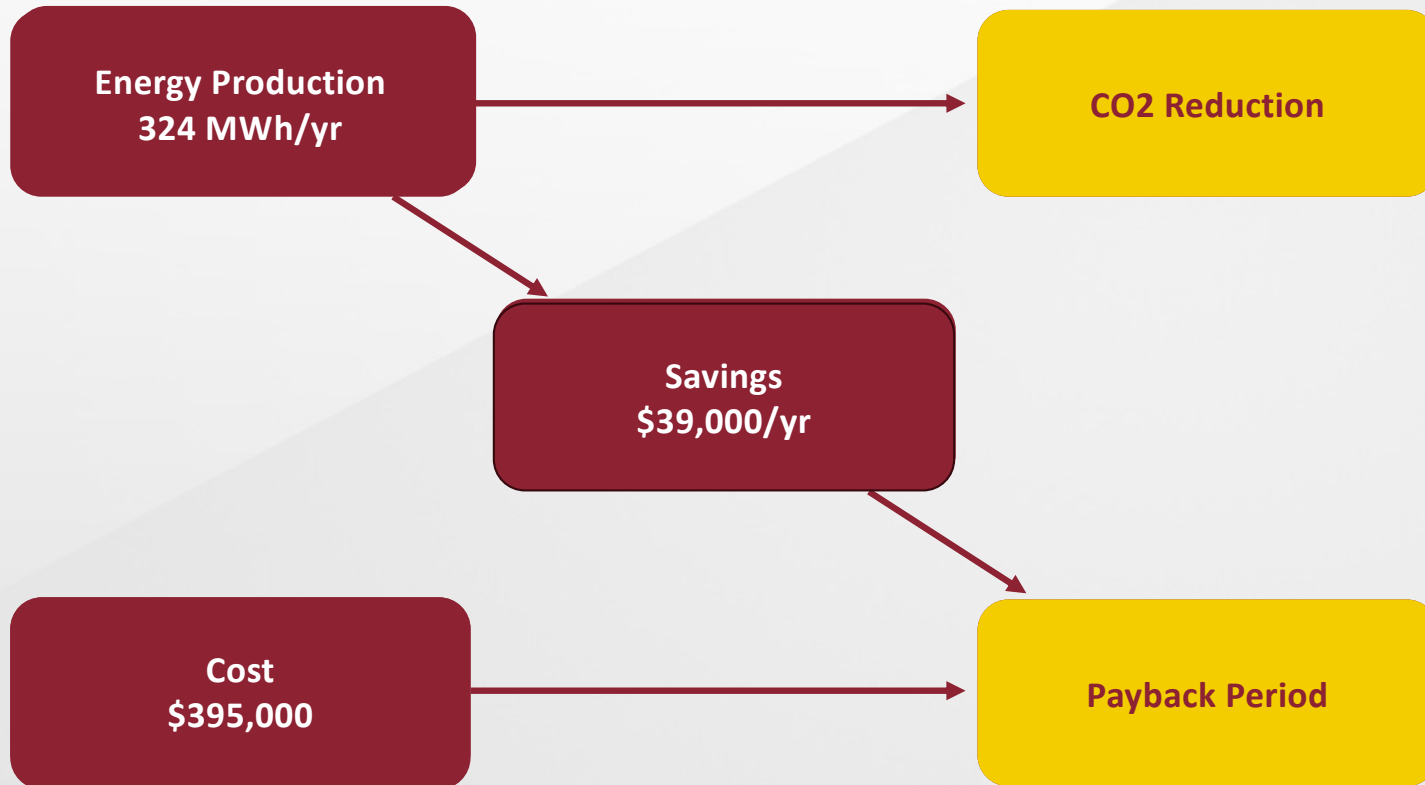 Energy Production
324 MWh/yr
CO2 Reduction
Savings
$39,000/yr
Cost
$395,000
Payback Period